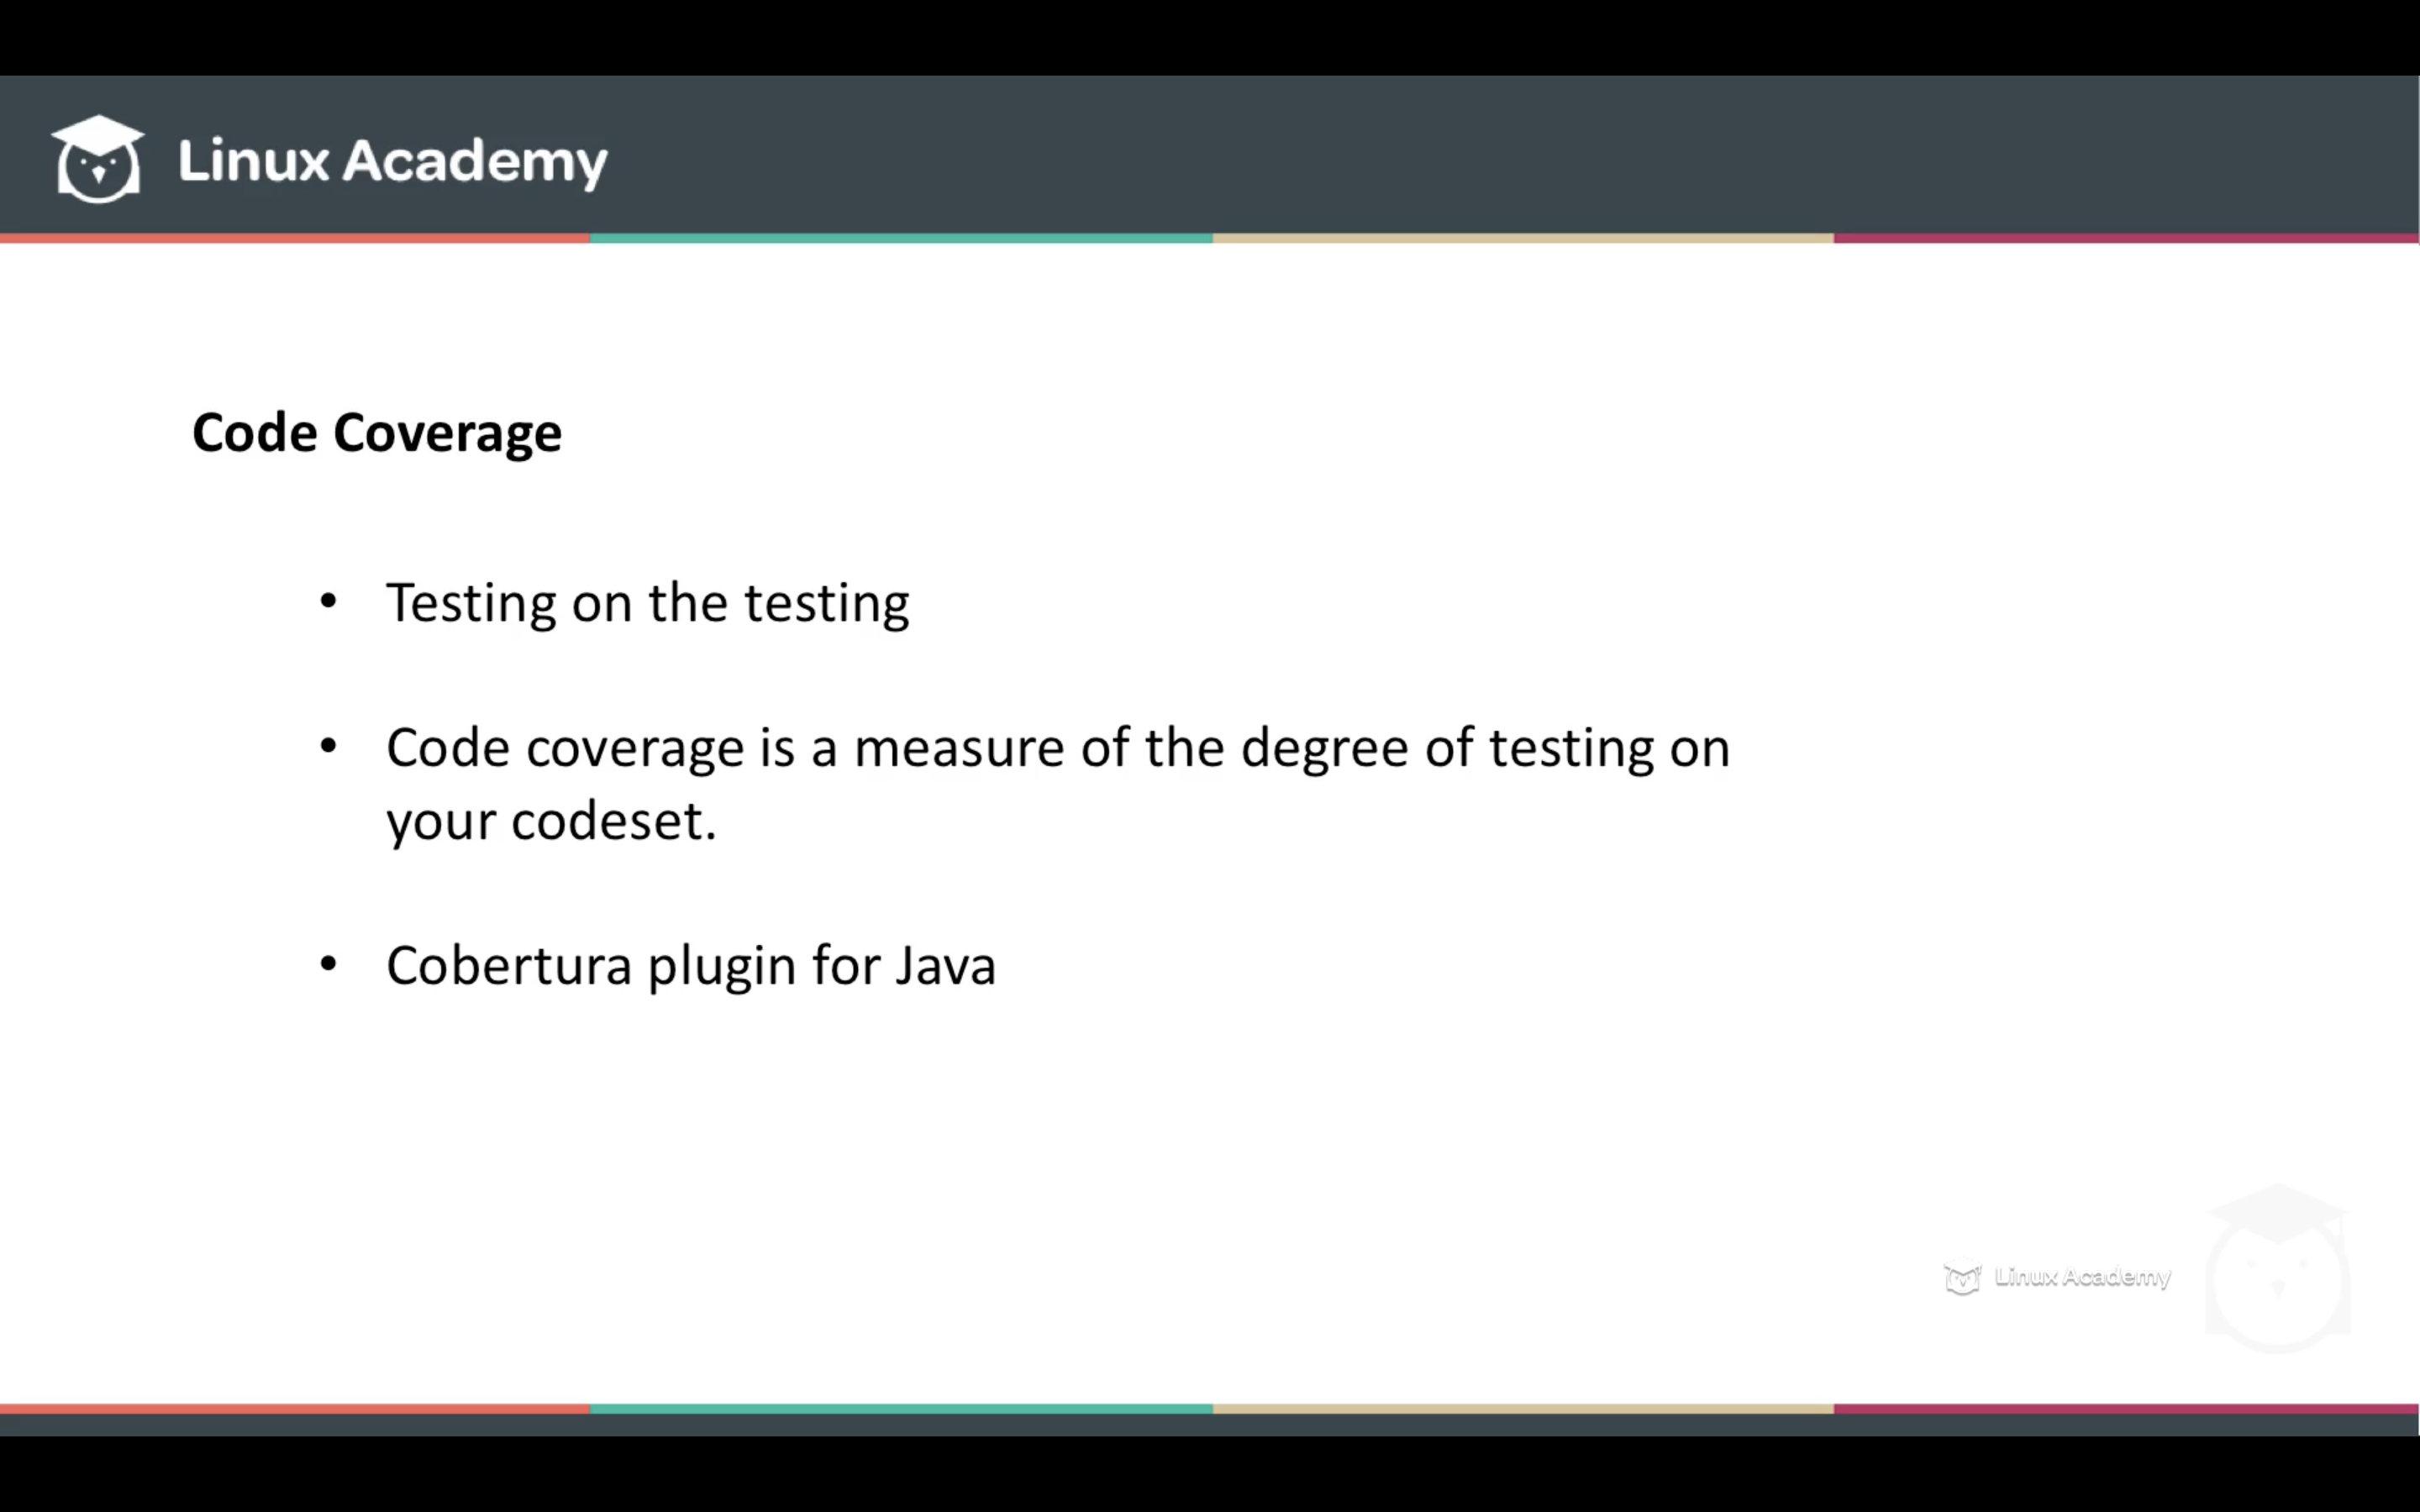 Linux Academy
Code Coverage
• Testing on the testing
• Code coverage is a measure of the degree of testing on
your codeset.
• Cobertura plugin for Java
Linux Academy